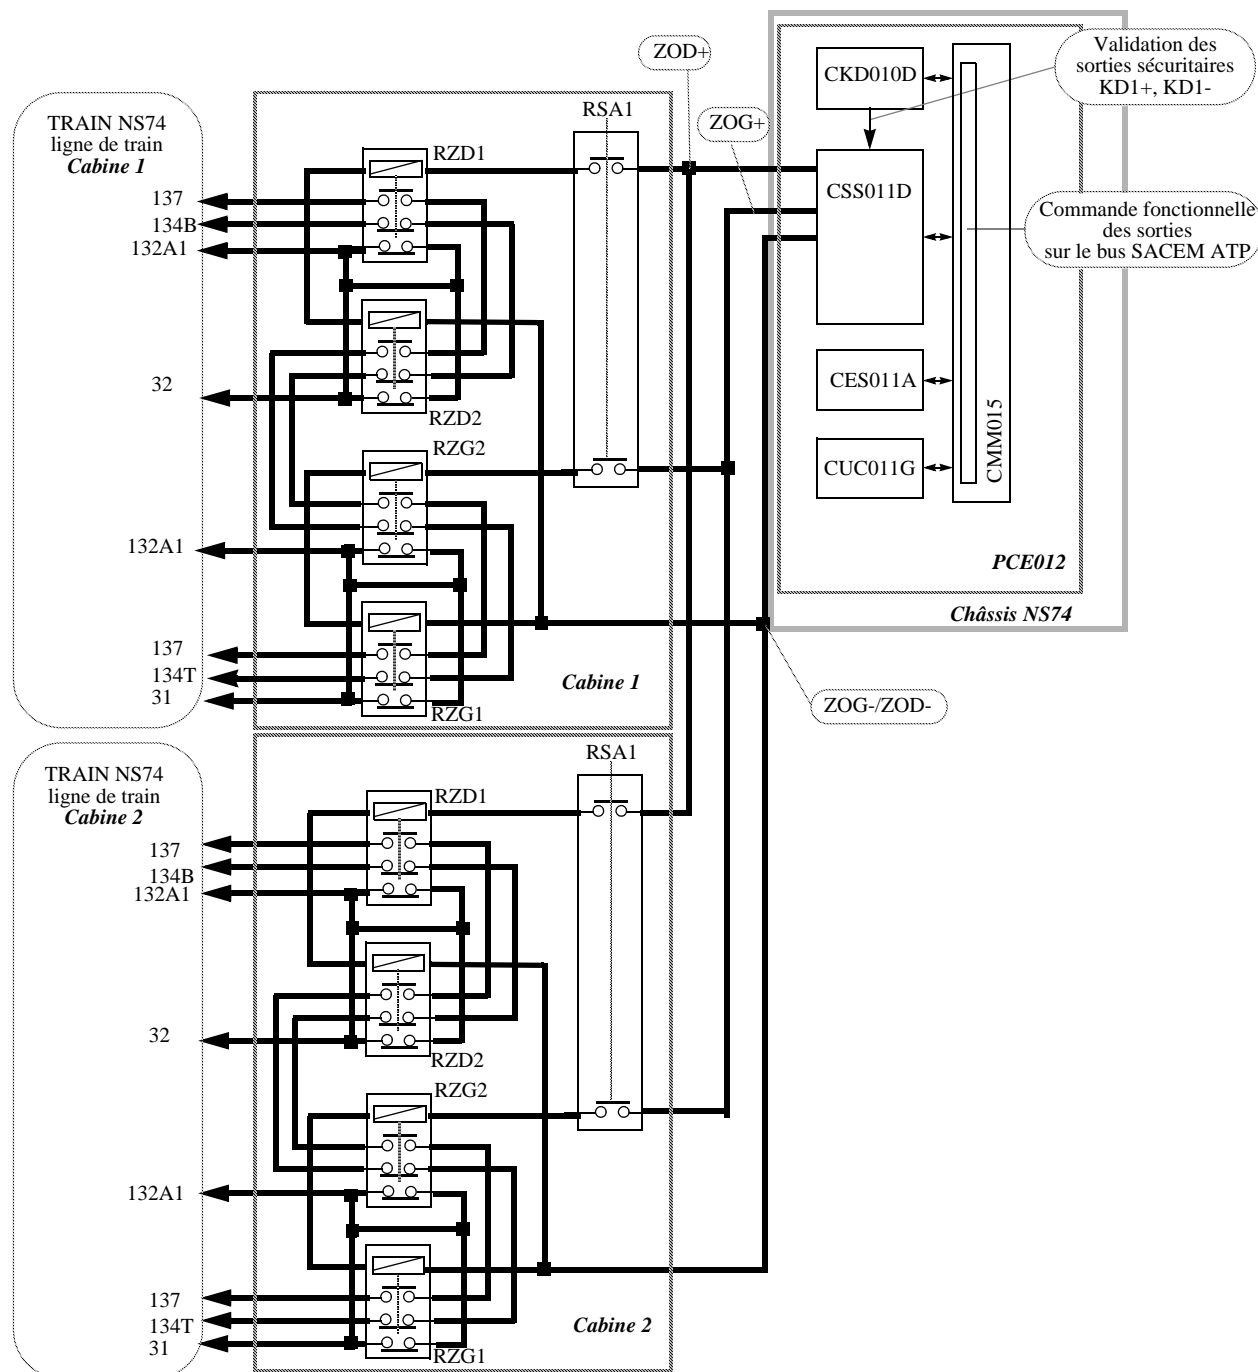 ZOD+
ZOG+
Validation des
sorties sécuritaires
KD1+, KD1-
CKD010D
CSS011D
Commande fonctionnelle
des sorties
sur le bus SACEM ATP
CES011A
CUC011G
CMM015
PCE012
Châssis NS74
ZOG-/ZOD-
TRAIN NS74
ligne de train
Cabine 1
RSA1
RZD1
137
134B
132A1
32
RZD2
RZG2
132A1
137
134T
31
RZG1
Cabine 1
TRAIN NS74
ligne de train
Cabine 2
RSA1
RZD1
137
134B
132A1
32
RZD2
RZG2
132A1
137
134T
31
RZG1
Cabine 2